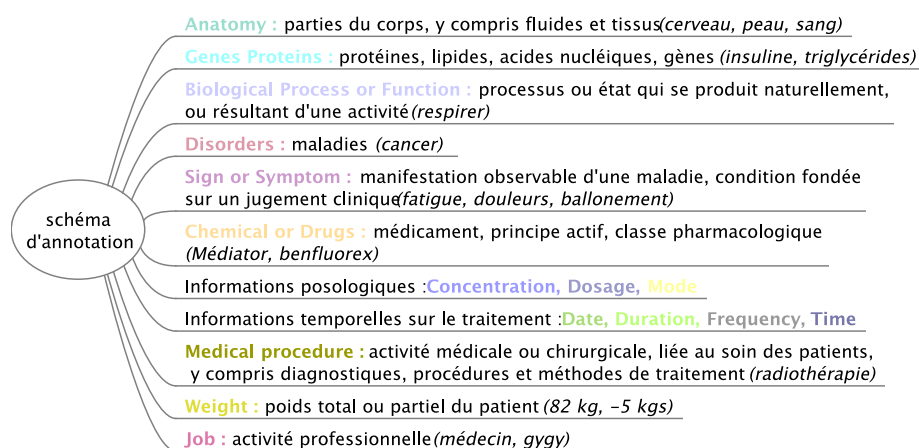 Anatomy : parties du corps, y compris fluides et tissus(cerveau, peau, sang)
Genes Proteins : protéines, lipides, acides nucléiques, gènes (insuline, triglycérides)
Biological Process or Function : processus ou état qui se produit naturellement,
ou résultant d'une activité(respirer)
Disorders : maladies (cancer)
Sign or Symptom : manifestation observable d'une maladie, condition fondée
sur un jugement clinique(fatigue, douleurs, ballonement)
schéma
d'annotation
Chemical or Drugs : médicament, principe actif, classe pharmacologique
(Médiator, benfluorex)
Informations posologiques :Concentration, Dosage, Mode
Informations temporelles sur le traitement :Date, Duration, Frequency, Time
Medical procedure : activité médicale ou chirurgicale, liée au soin des patients,
y compris diagnostiques, procédures et méthodes de traitement (radiothérapie)
Weight : poids total ou partiel du patient (82 kg, −5 kgs)
Job : activité professionnelle(médecin, gygy)